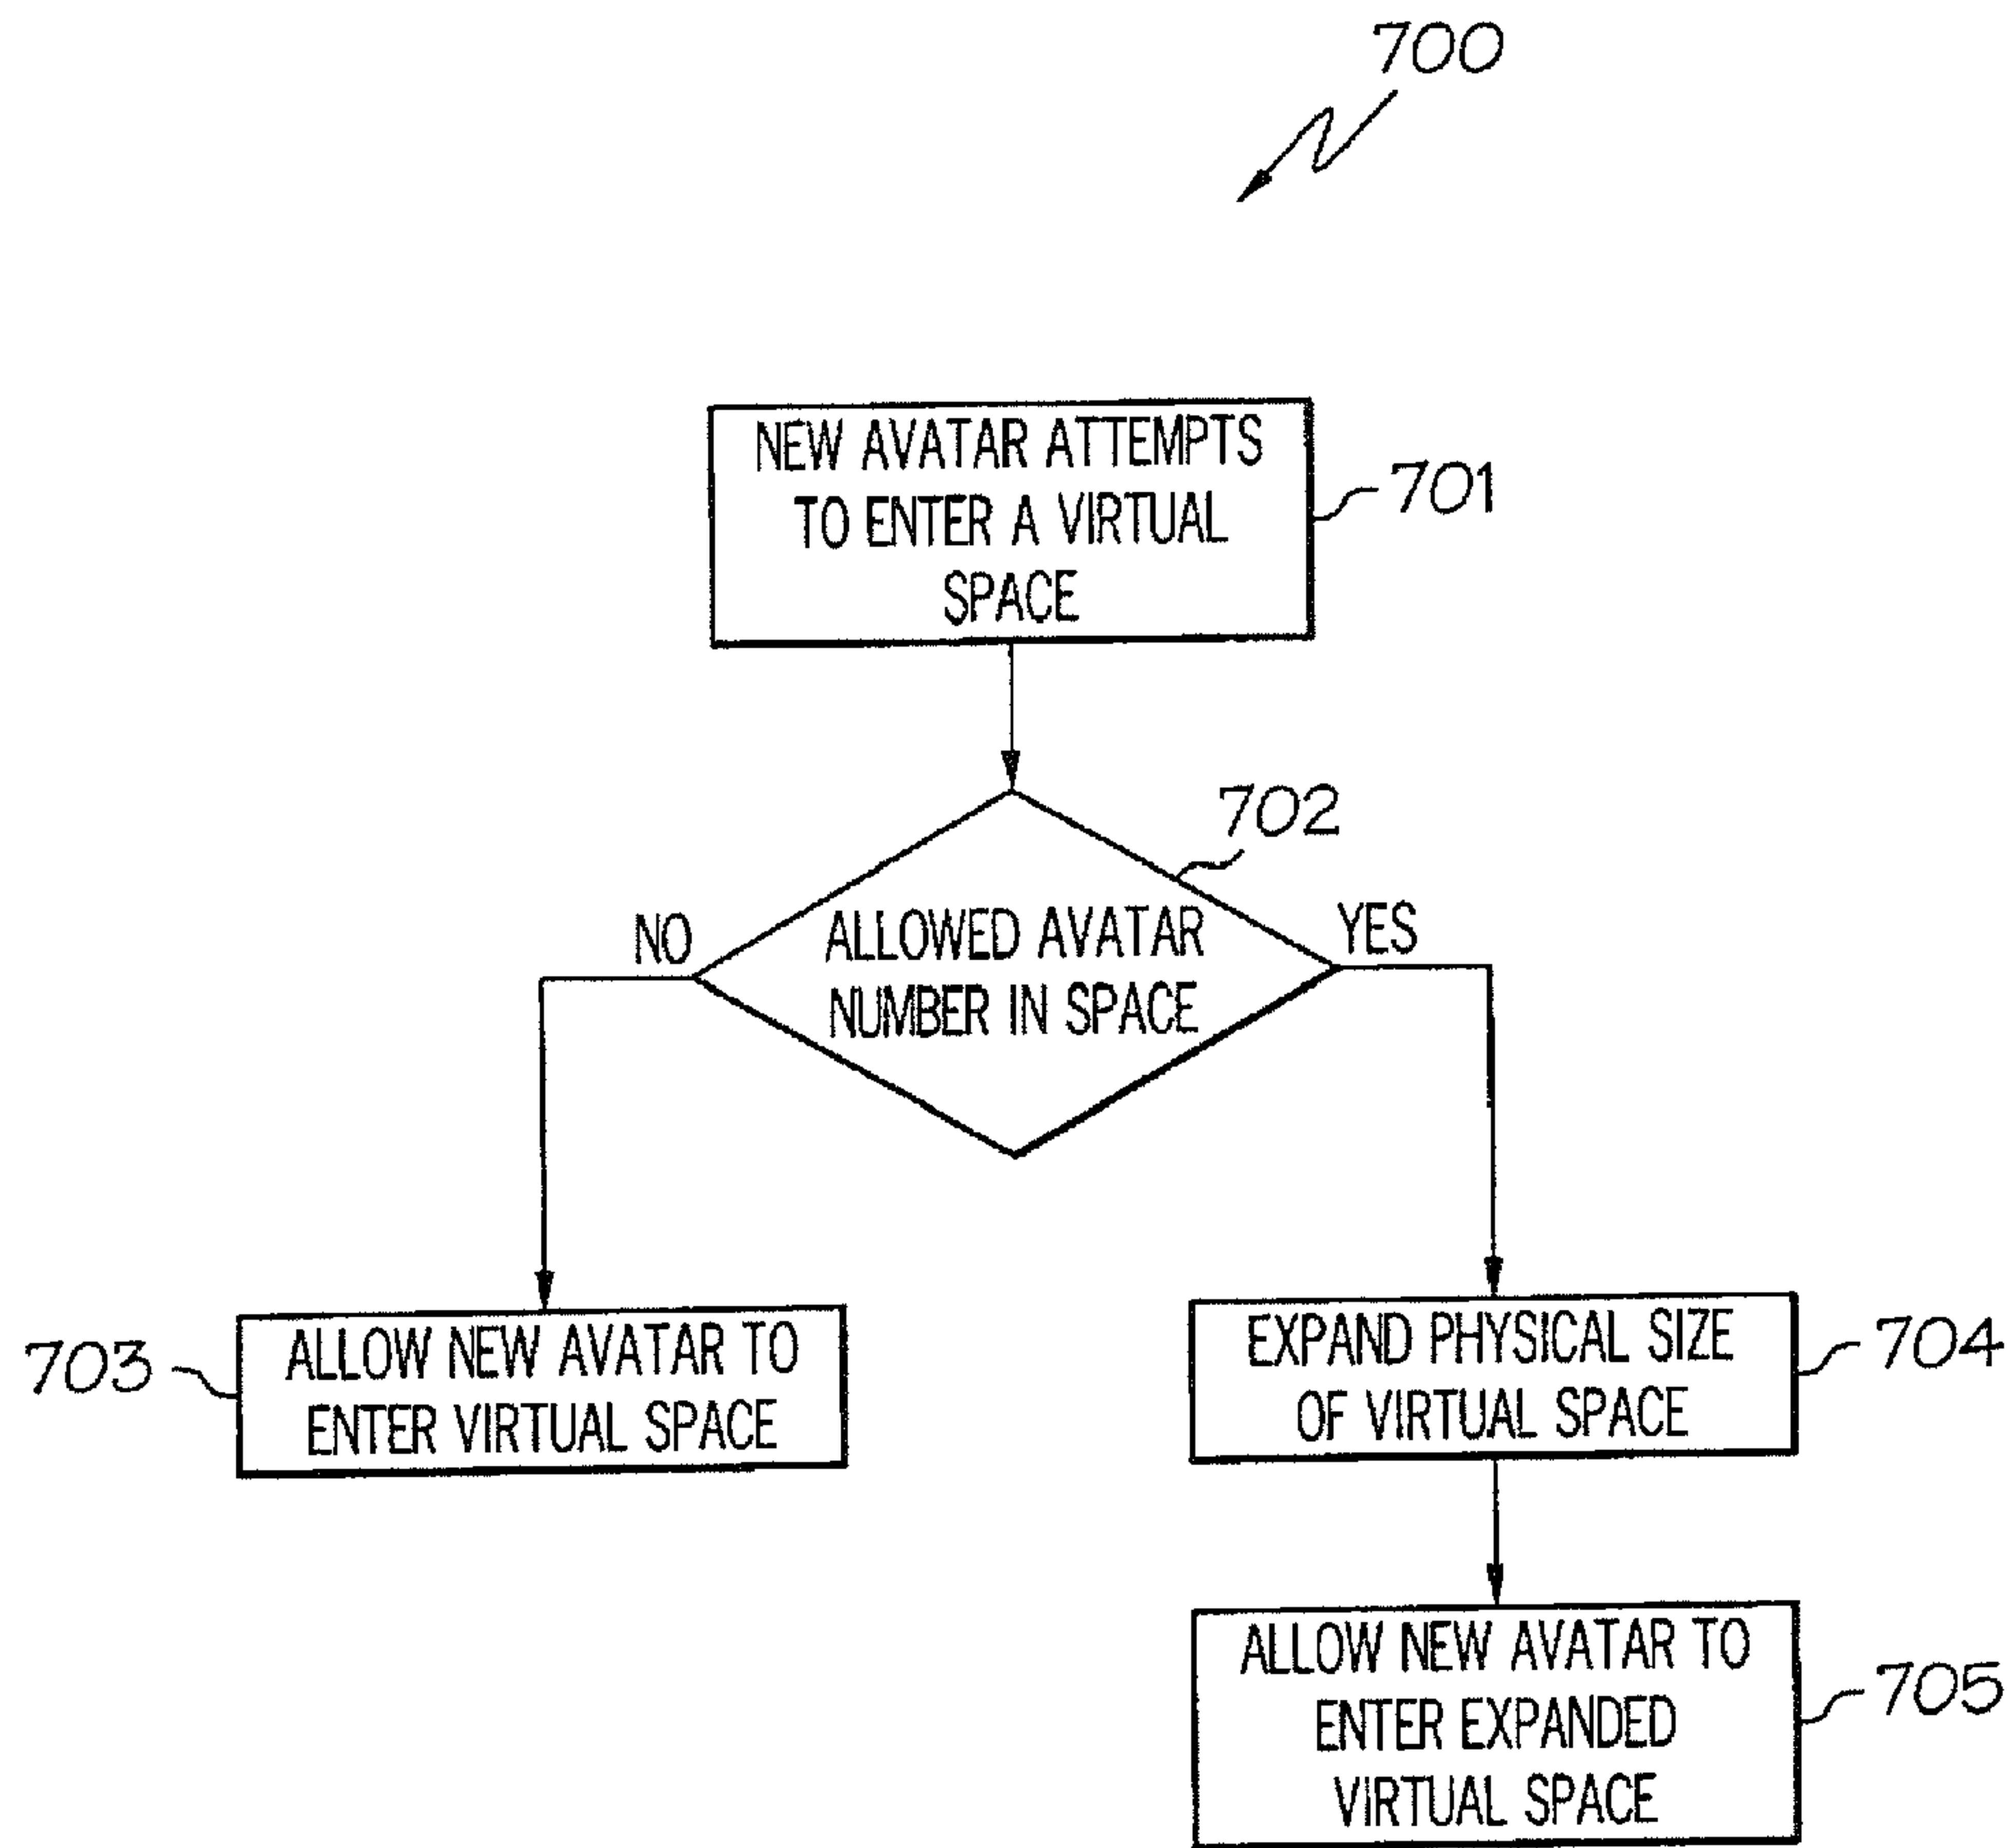 700
NEW AVATAR ATTEMPTS
TO ENTER A VIRTUAL
SPACE
701
702
NO
ALLOWED AVATAR
NUMBER IN SPACE
YES
703
ALLOW NEW AVATAR TO
ENTER VIRTUAL SPACE
EXPAND PHYSICAL SIZE
OF VIRTUAL SPACE
704
ALLOW NEW AVATAR TO
ENTER EXPANDED
VIRTUAL SPACE
705